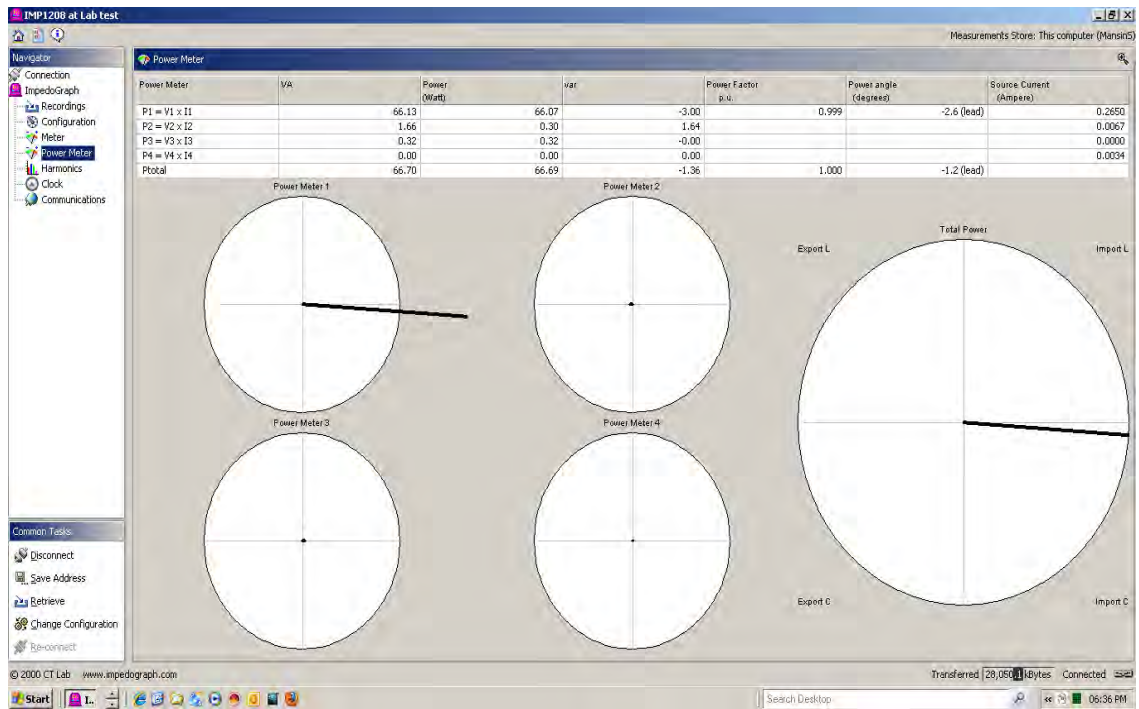 IMP1208 at Lab test
Measurements Store: This computer (MansinS)
Navigator
Connection
ImpedoGraph
Recordings
Configuration
Meter
Power Meter
Harmonics
Clock
Communications
Power Meter
Power Meter VA Power (Watt) var Power Factor p.u. Power angle (degrees) Source Current (Ampere)
P1 = V1 x I1 66.13 66.07 -3.00 0.999 -2.6 (lead) 0.2650
P2 = V2 x I2 1.66 0.30 1.64 0.0067
P3 = V3 x I3 0.32 0.32 -0.00 0.0000
P4 = V4 x I4 0.00 0.00 0.00 0.0034
Ptotal 66.70 66.69 -1.36 1.000 -1.2 (lead)
Power Meter 1
Power Meter 2
Total Power
Export L
Import L
Power Meter 3
Power Meter 4
Export C
Import C
Common Tasks
Disconnect
Save Address
Retrieve
Change Configuration
Re-connect
© 2000 CT Lab www.impedograph.com
Transferred 28,050.1 kBytes Connected
Start I.. Search Desktop 06:36 PM